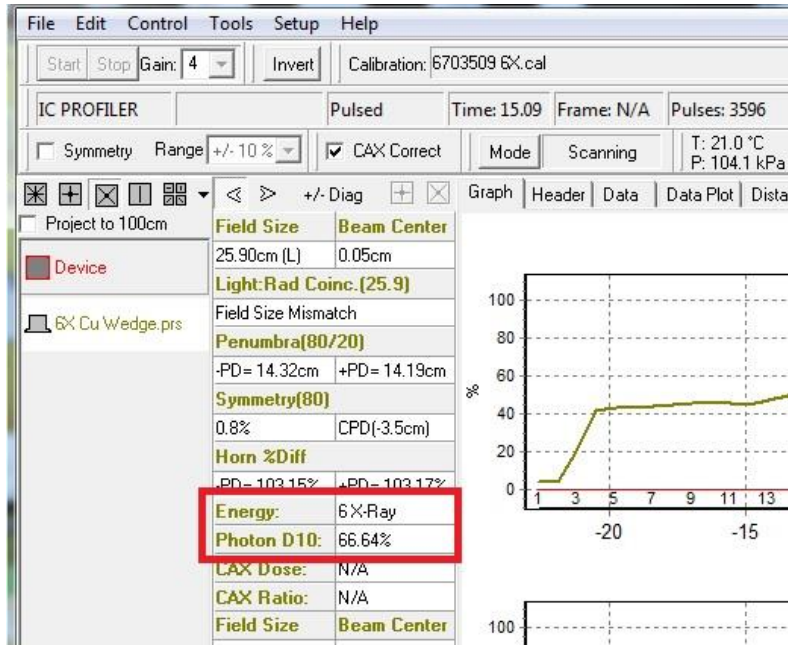 File Edit Control Tools Setup Help
Start Stop Gain: 4 Invert Calibration: 6703509 6X.cal
IC PROFILER Pulsed Time: 15.09 Frame: N/A Pulses: 3596
Symmetry Range +/- 10 % CAX Correct Mode Scanning T: 21.0 °C
P: 104.1 kPa
< > +/- Diag Graph Header Data Data Plot Dista
Project to 100cm Field Size Beam Center
25.90cm (L) 0.05cm
Device
Light:Rad Coinc.(25.9)
Field Size Mismatch
6X Cu Wedge.prs
Penumbra(80/20)
-PD= 14.32cm +PD= 14.19cm
Symmetry(80)
0.8% CPD(-3.5cm)
Horn %Diff
-PD= 103.15% +PD= 103.17%
Energy: 6 X-Ray
Photon D10: 66.64%
CAX Dose: N/A
CAX Ratio: N/A
Field Size Beam Center
100
80
60
%
40
20
0
1 3 5 7 9 11 13
-20 -15
100